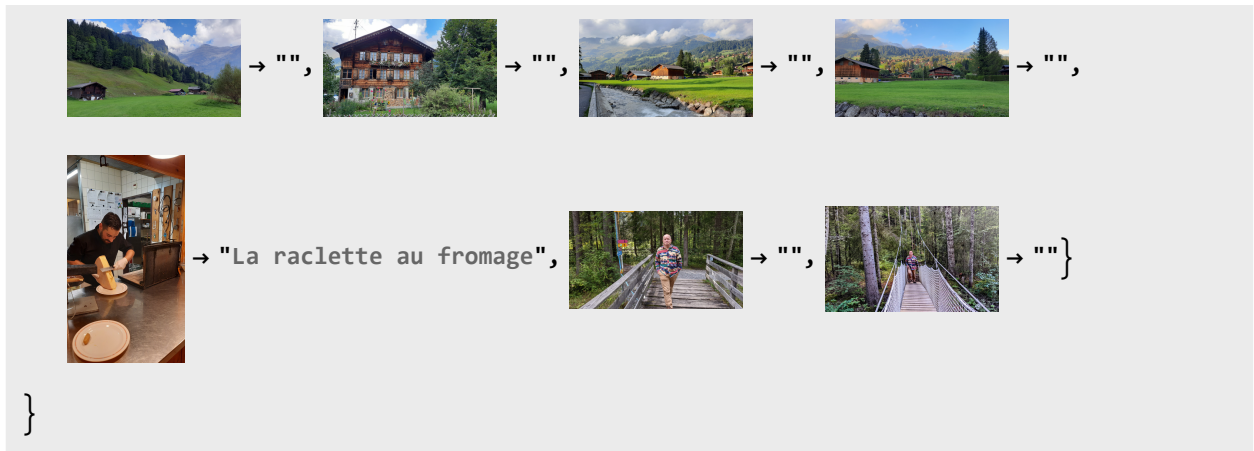 → "", → "", → "", → "",
→ "La raclette au fromage", → "", → ""}
}